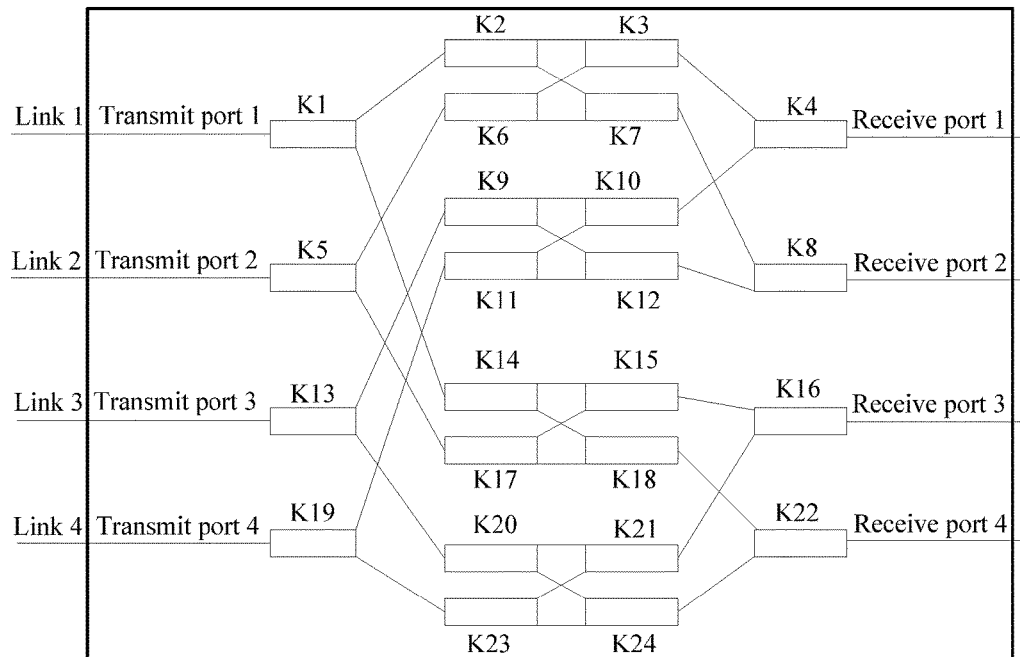 K2 K3
Link 1 Transmit port 1 K1 K4 Receive port 1
K6 K7
K9 K10
Link 2 Transmit port 2 K5 K8 Receive port 2
K11 K12
K14 K15
Link 3 Transmit port 3 K13 K16 Receive port 3
K17 K18
Link 4 Transmit port 4 K19 K20 K21 K22 Receive port 4
K23 K24